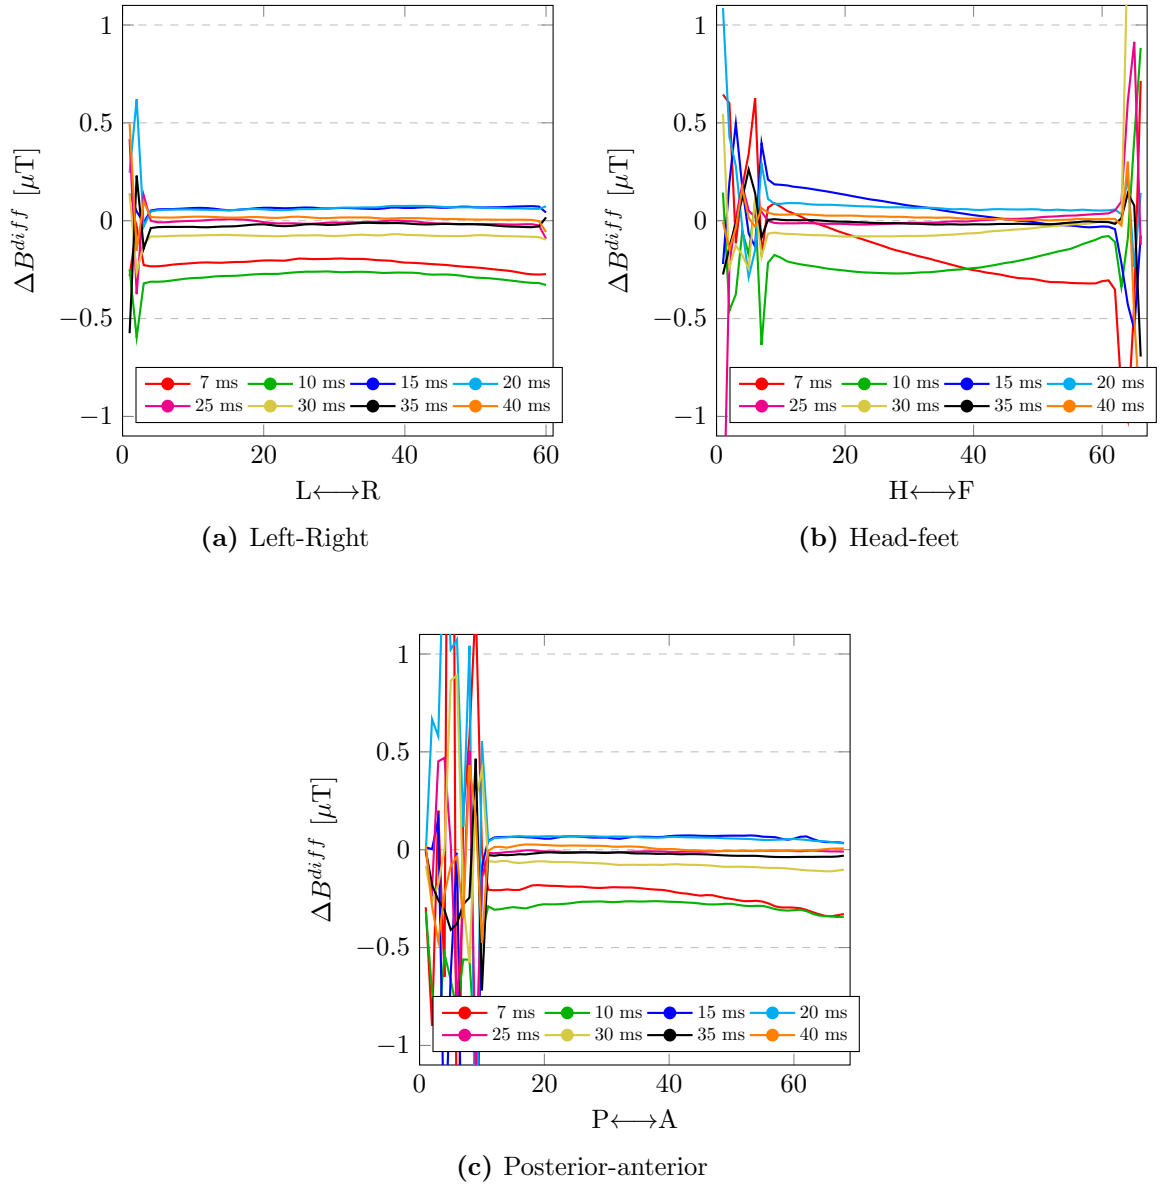 1
0.5
0
−0.5
−1
ΔB^{diff} [μT]
7 ms 10 ms 15 ms 20 ms
25 ms 30 ms 35 ms 40 ms
0 20 40 60
L⟷R
(a) Left-Right
1
0.5
0
−0.5
−1
ΔB^{diff} [μT]
7 ms 10 ms 15 ms 20 ms
25 ms 30 ms 35 ms 40 ms
0 20 40 60
H⟷F
(b) Head-feet
1
0.5
0
−0.5
−1
ΔB^{diff} [μT]
7 ms 10 ms 15 ms 20 ms
25 ms 30 ms 35 ms 40 ms
0 20 40 60
P⟷A
(c) Posterior-anterior